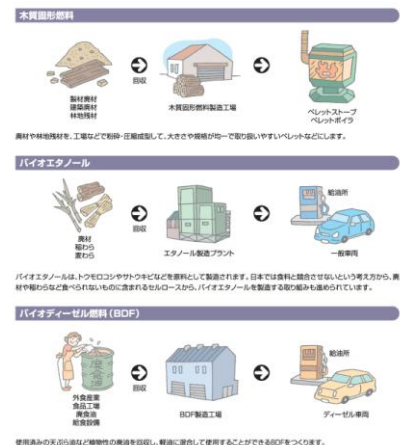 木質固形燃料
製材廃材
建築廃材
林地残材
回収
木質固形燃料製造工場
ペレットストーブ
ペレットボイラ
廃材や林地残材を、工場などで粉砕・圧縮成型して、大きさや規格が均一で取り扱いやすいペレットなどにします。
バイオエタノール
廃材
稲わら
麦わら
回収
エタノール製造プラント
給油所
一般車両
バイオエタノールは、トウモロコシやサトウキビなどを原料として製造されます。日本では食料と競合させないという考え方から、廃
材や稲わらなど食べられないものに含まれるセルロースから、バイオエタノールを製造する取り組みも進められています。
バイオディーゼル燃料(BDF)
廃食油
外食産業
食品工場
廃食油
給食設備
回収
BDF製造工場
給油所
ディーゼル車両
使用済みの天ぷら油など植物性の廃油を回収し、軽油に混合して使用することができるBDFをつくります。